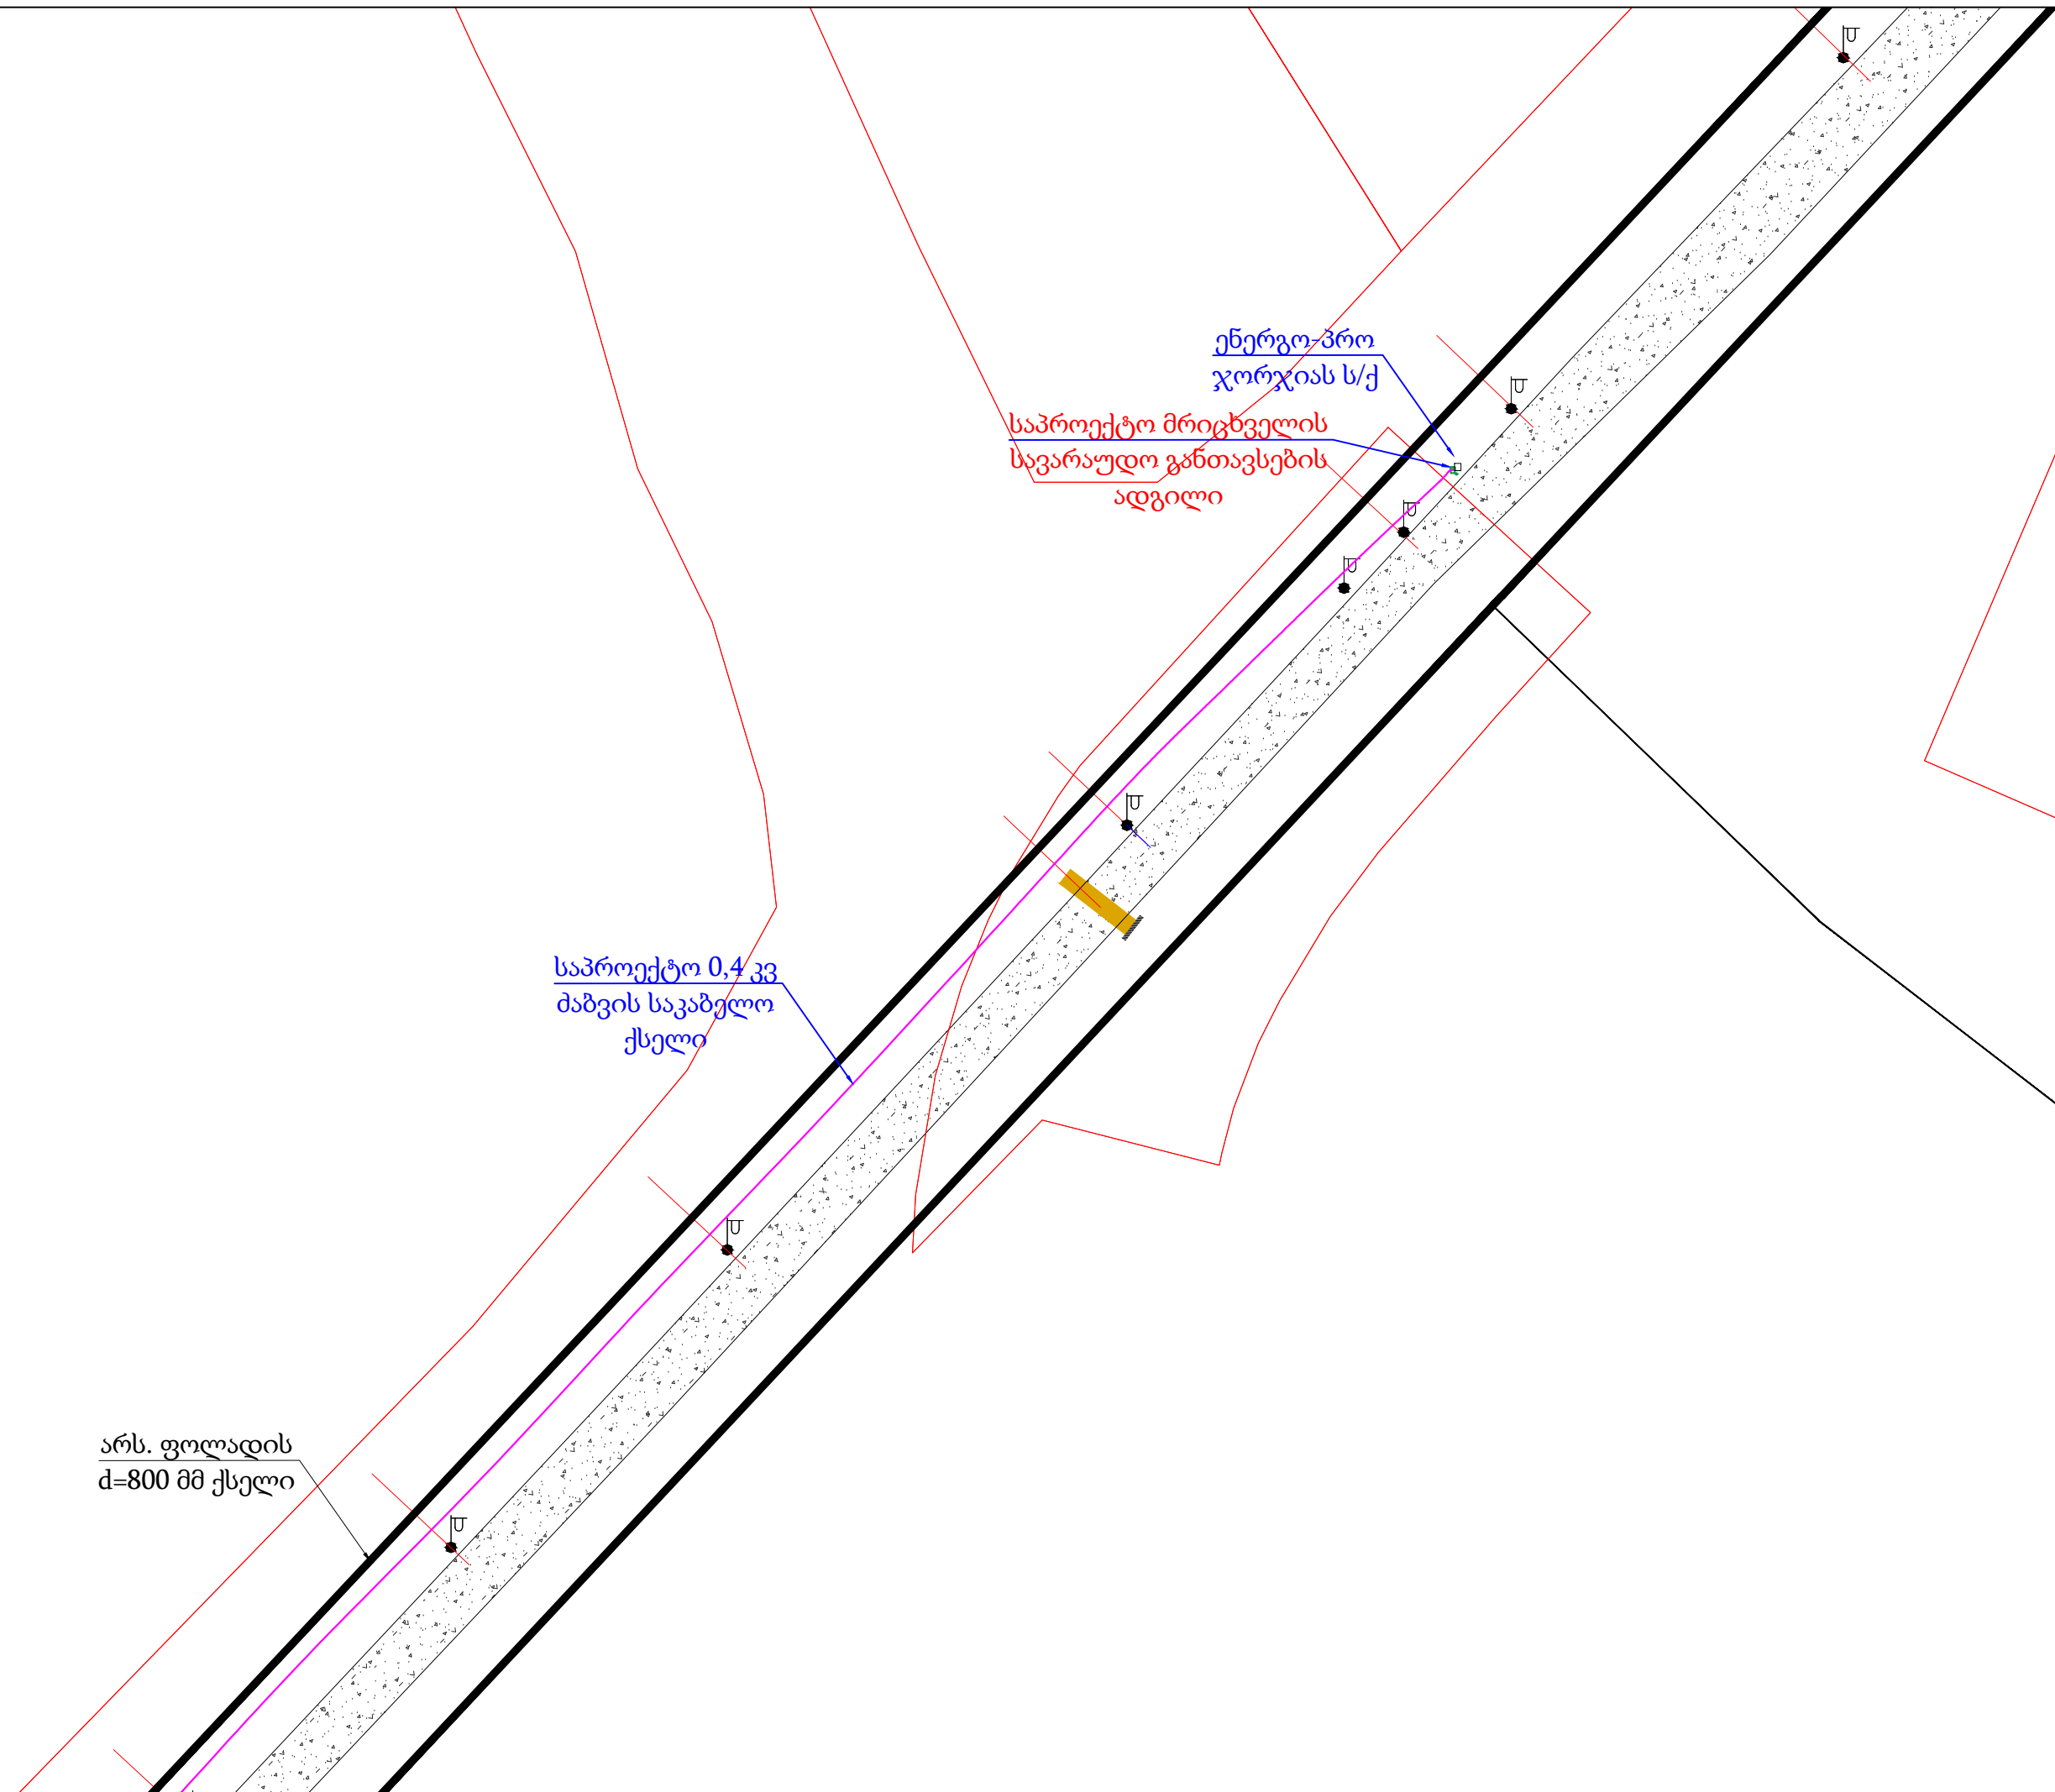 ენერგო-პრო
ჯორჯიას ს/ქ
საპროექტო მრიცხველის
სავარაუდო განთავსების
ადგილი
საპროექტო 0,4 კვ
ძაბვის საკაბელო
ქსელი
არს. ფოლადის
d=800 მმ ქსელი